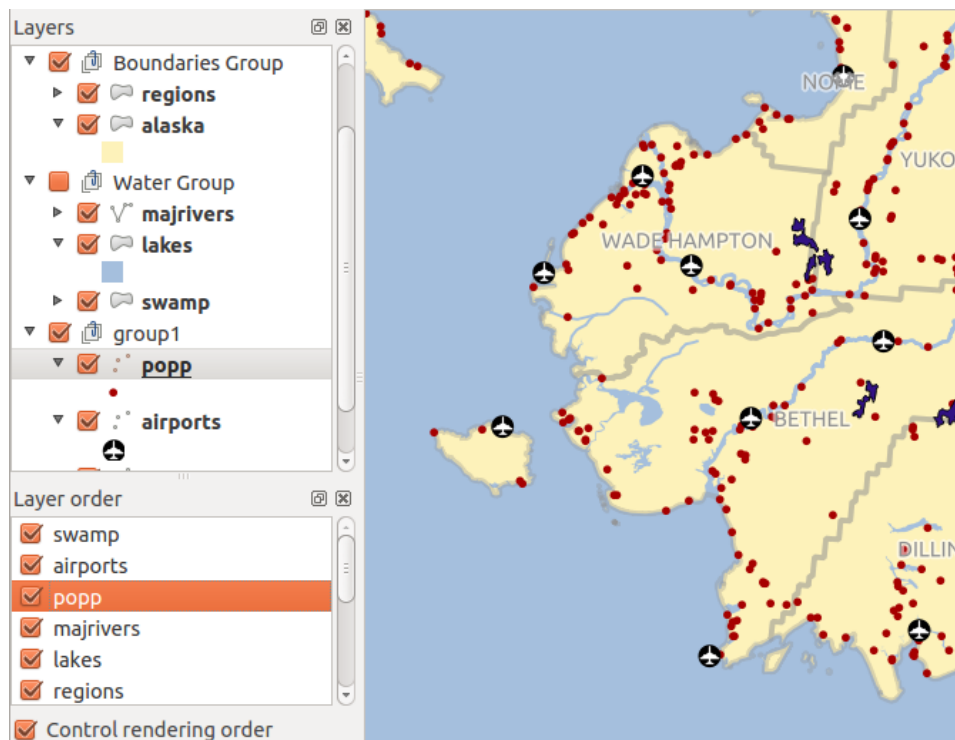 Layers
Boundaries Group
regions
alaska
Water Group
majrivers
lakes
swamp
group1
popp
airports
Layer order
swamp
airports
popp
majrivers
lakes
regions
Control rendering order
NOME
YUKO
WADE HAMPTON
BETHEL
DILLIN